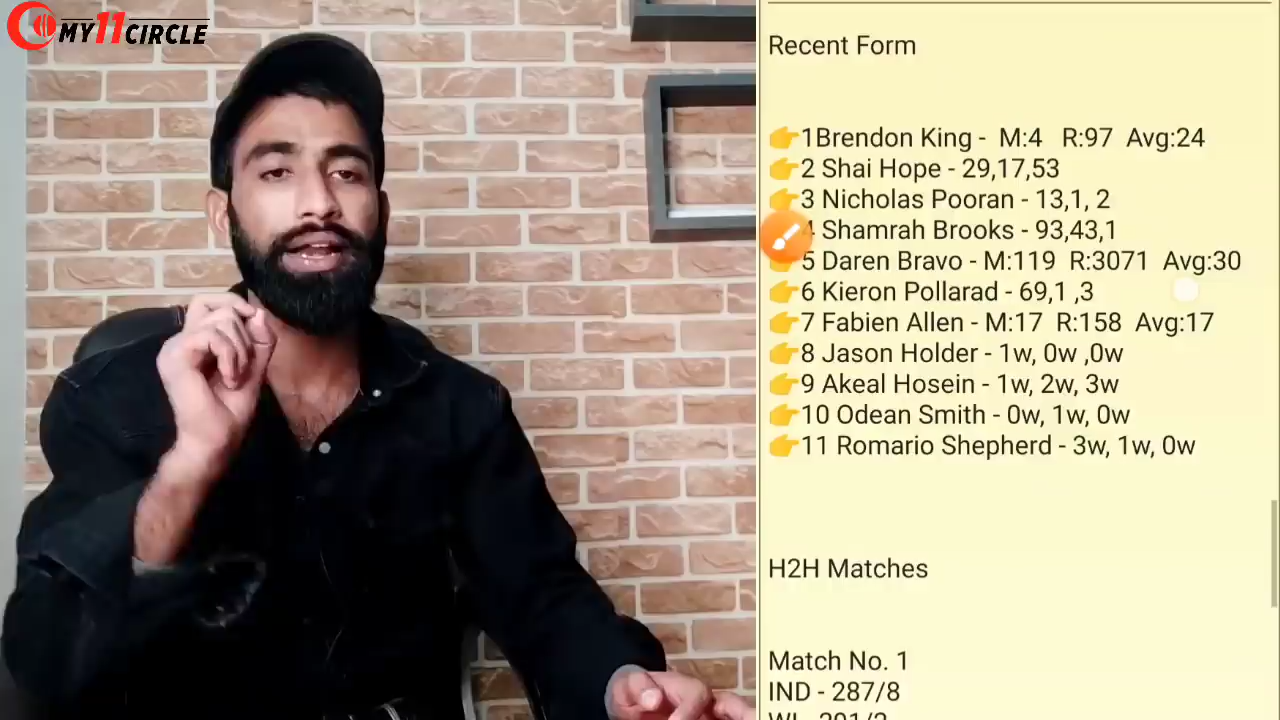 MY11CIRCLE
Recent Form
👉1Brendon King - M:4 R:97 Avg:24
👉2 Shai Hope - 29,17,53
👉3 Nicholas Pooran - 13,1, 2
4 Shamrah Brooks - 93,43,1
👉5 Daren Bravo - M:119 R:3071 Avg:30
👉6 Kieron Pollarad - 69,1 ,3
👉7 Fabien Allen - M:17 R:158 Avg:17
👉8 Jason Holder - 1w, 0w ,0w
👉9 Akeal Hosein - 1w, 2w, 3w
👉10 Odean Smith - 0w, 1w, 0w
👉11 Romario Shepherd - 3w, 1w, 0w
H2H Matches
Match No. 1
IND - 287/8